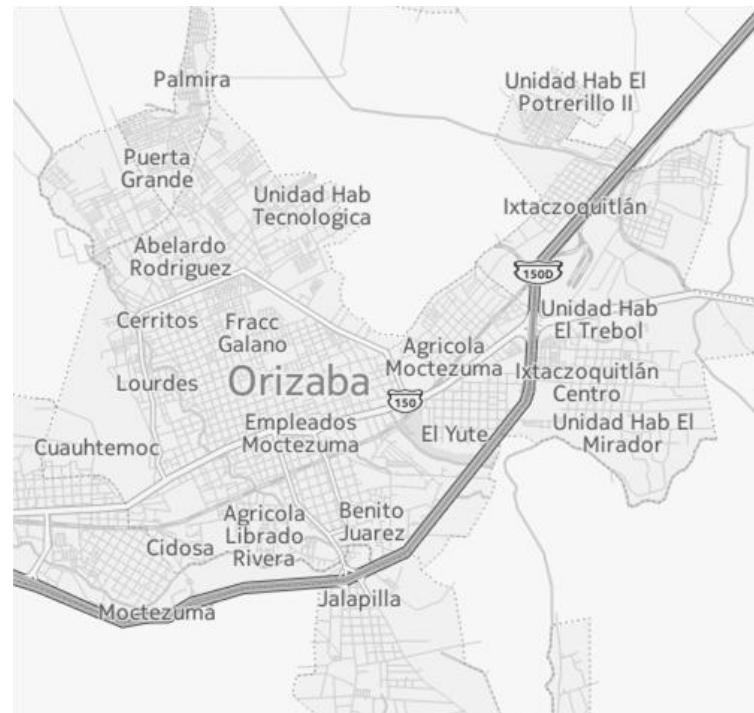 Palmira
Unidad Hab El
Potrerillo II
Puerta
Grande
Unidad Hab
Tecnologica
Ixtaczoquitlán
Abelardo
Rodriguez
150D
Cerritos
Fracc
Galano
Unidad Hab
El Trebol
Agricola
Moctezuma
Lourdes
Orizaba
Ixtaczoquitlán
Centro
150
Empleados
Moctezuma
El Yute
Unidad Hab El
Mirador
Cuauhtemoc
Agricola
Librado
Rivera
Benito
Juarez
Cidosa
Moctezuma
Jalapilla